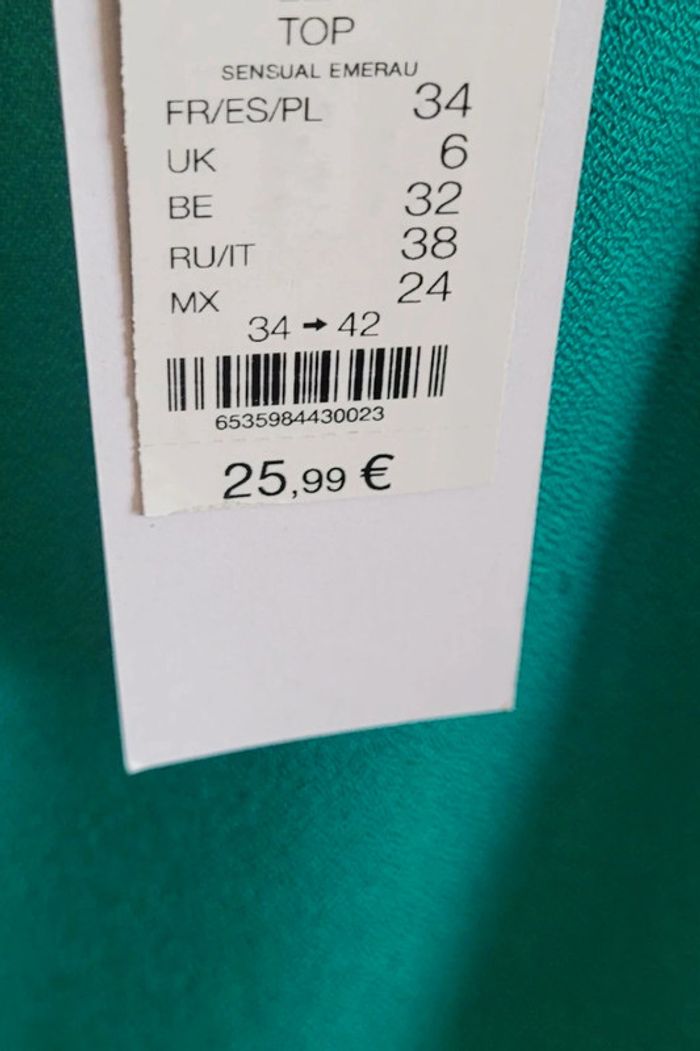 TOP
SENSUAL EMERAU
FR/ES/PL 34
UK 6
BE 32
RU/IT 38
MX 24
34 → 42
6535984430023
25,99 €